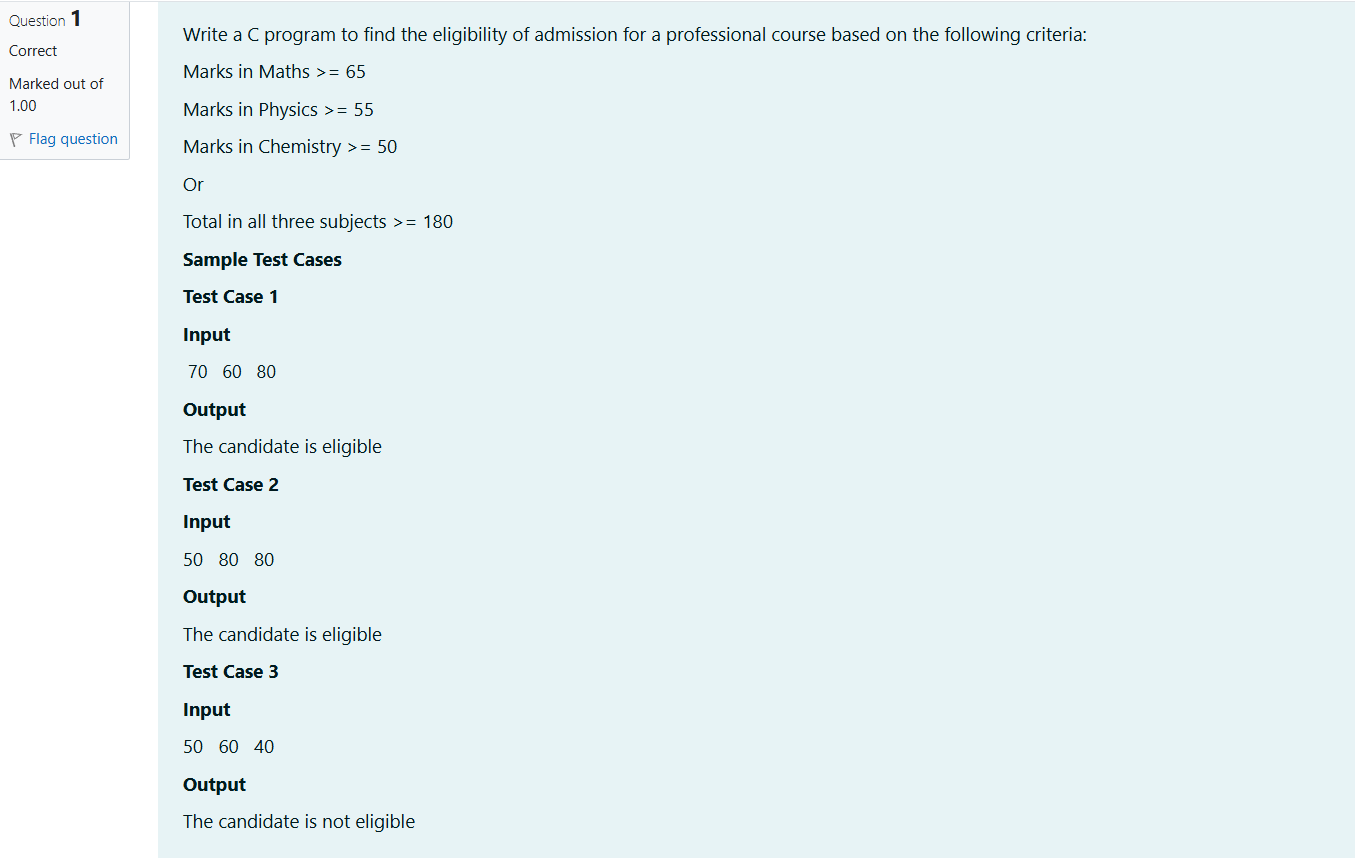 Question 1
Correct
Marked out of
1.00
Flag question
Write a C program to find the eligibility of admission for a professional course based on the following criteria:
Marks in Maths >= 65
Marks in Physics >= 55
Marks in Chemistry >= 50
Or
Total in all three subjects >= 180
Sample Test Cases
Test Case 1
Input
70 60 80
Output
The candidate is eligible
Test Case 2
Input
50 80 80
Output
The candidate is eligible
Test Case 3
Input
50 60 40
Output
The candidate is not eligible